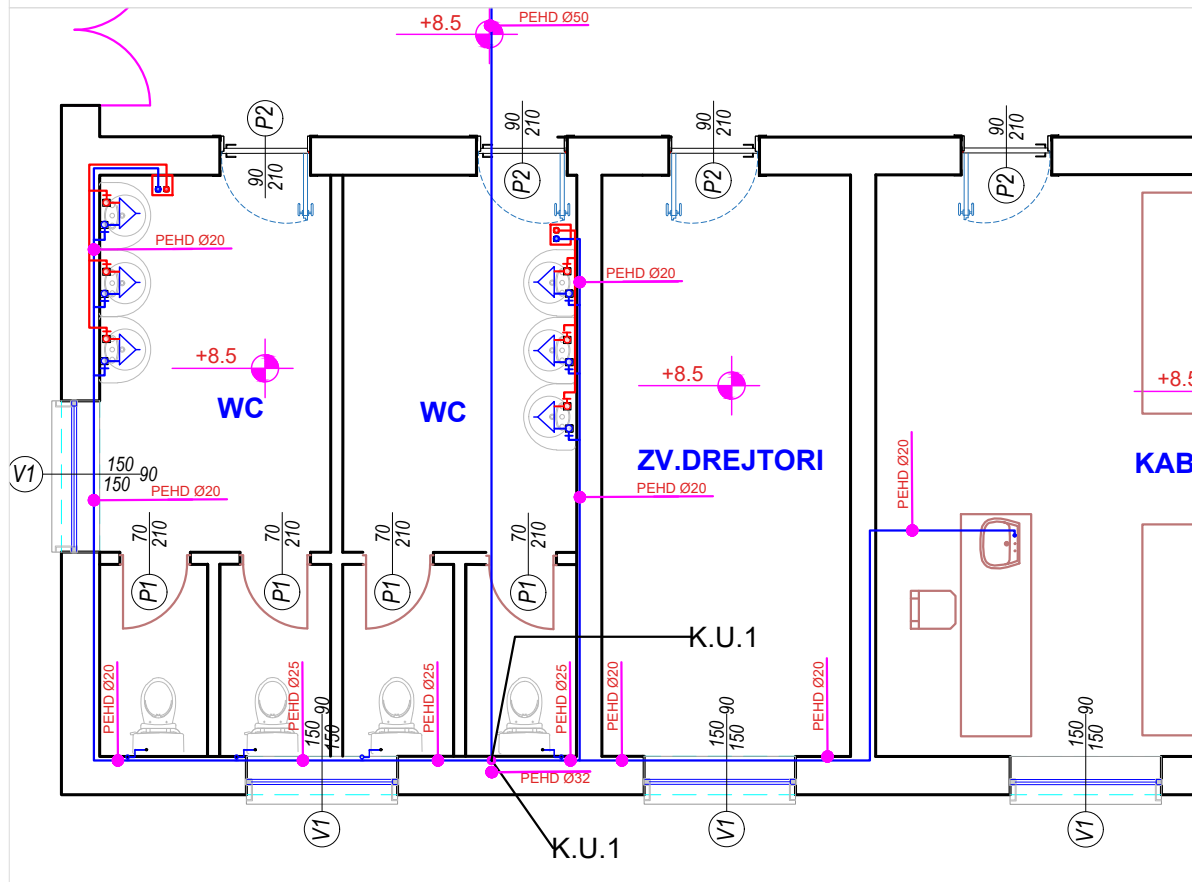 PEHD Ø50
+8.5
P2
90
210
90
210
P2
90
210
P2
90
210
P2
PEHD Ø20
PEHD Ø20
+8.5
+8.5
+8.5
WC
WC
ZV.DREJTORI
KAB
V1
150
90
150
PEHD Ø20
PEHD Ø20
PEHD Ø20
70
210
P1
70
210
P1
70
210
P1
70
210
P1
K.U.1
PEHD Ø20
PEHD Ø25
PEHD Ø25
PEHD Ø25
PEHD Ø20
PEHD Ø20
150
90
150
150
90
150
150
90
150
PEHD Ø32
V1
V1
V1
K.U.1